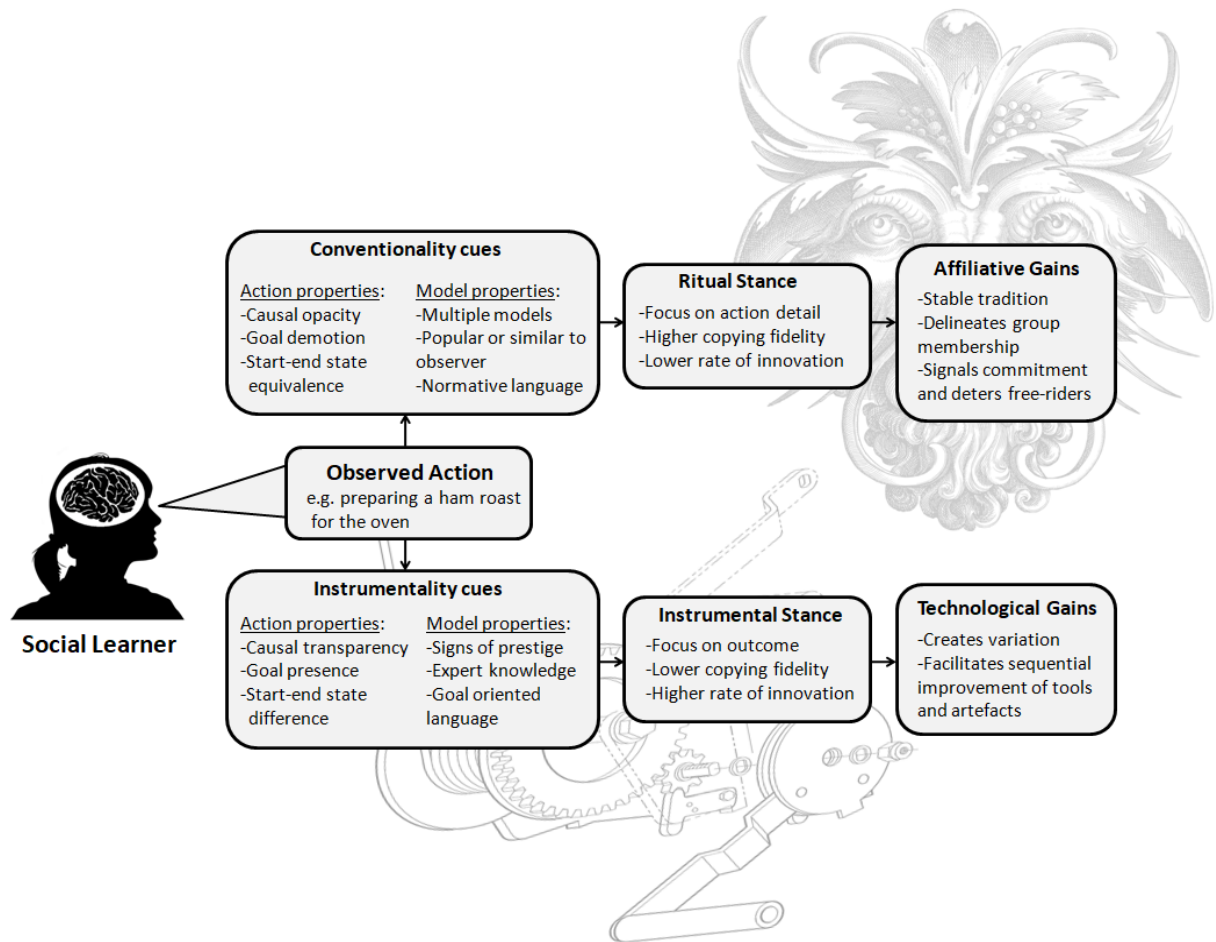 Conventionality cues
Action properties:
-Causal opacity
-Goal demotion
-Start-end state
equivalence
Model properties:
-Multiple models
-Popular or similar to
observer
-Normative language
Ritual Stance
-Focus on action detail
-Higher copying fidelity
-Lower rate of innovation
Affiliative Gains
-Stable tradition
-Delineates group
membership
-Signals commitment
and deters free-riders
Observed Action
e.g. preparing a ham roast
for the oven
Social Learner
Instrumentality cues
Action properties:
-Causal transparency
-Goal presence
-Start-end state
difference
Model properties:
-Signs of prestige
-Expert knowledge
-Goal oriented
language
Instrumental Stance
-Focus on outcome
-Lower copying fidelity
-Higher rate of innovation
Technological Gains
-Creates variation
-Facilitates sequential
improvement of tools
and artefacts